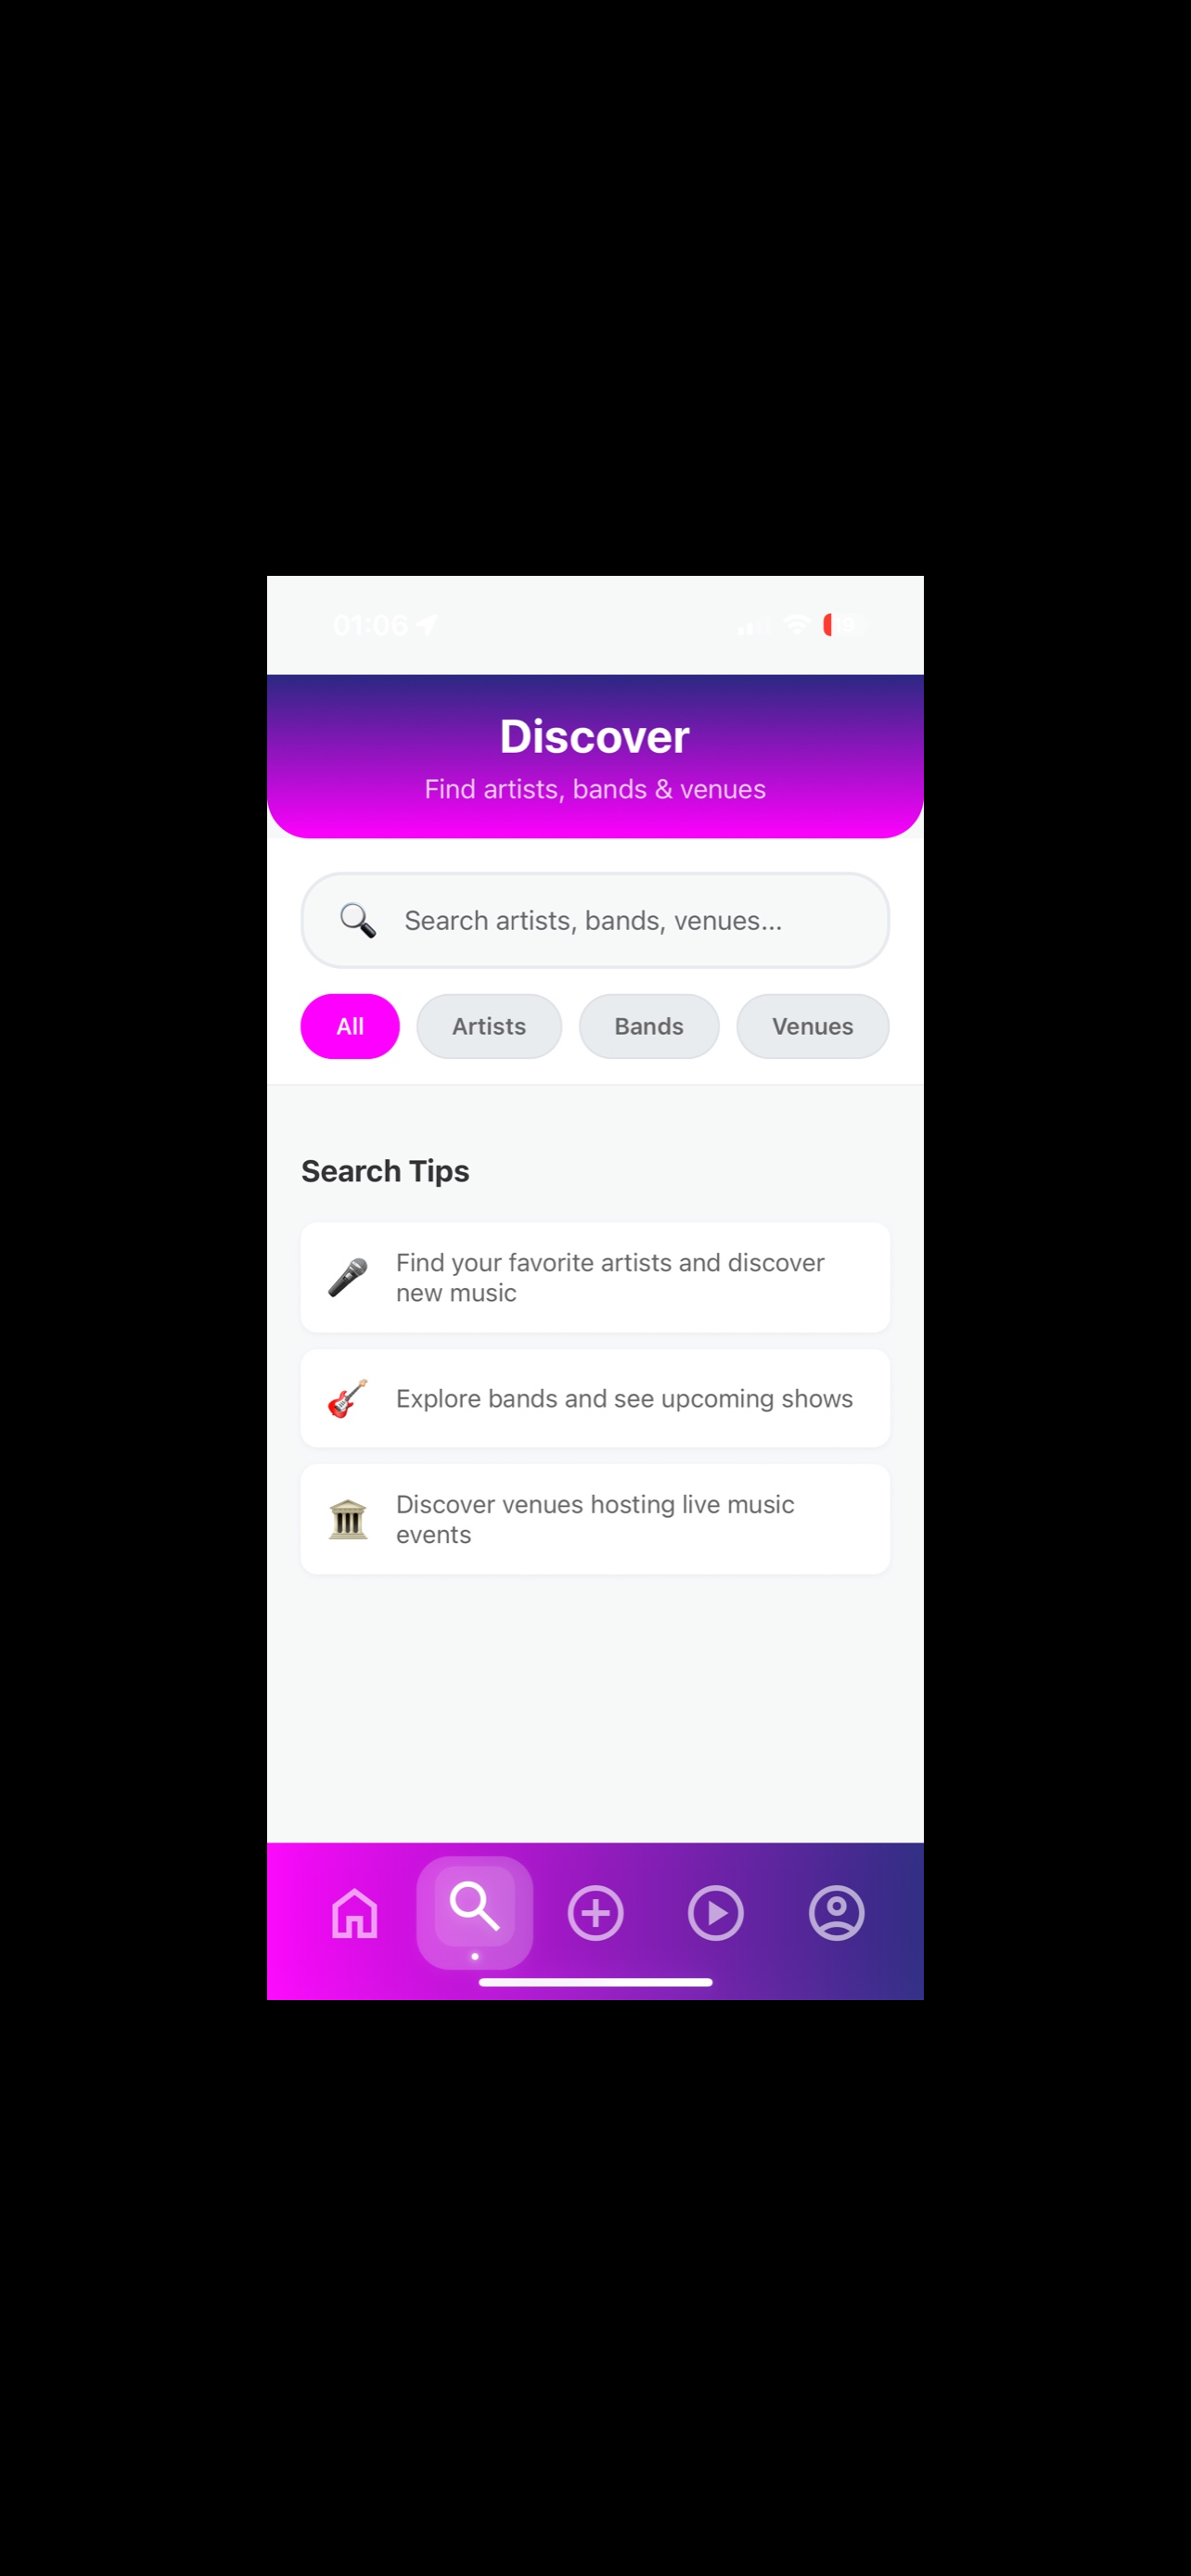 01:06
Discover
Find artists, bands & venues
Search artists, bands, venues...
All
Artists
Bands
Venues
Search Tips
Find your favorite artists and discover
new music
Explore bands and see upcoming shows
Discover venues hosting live music
events